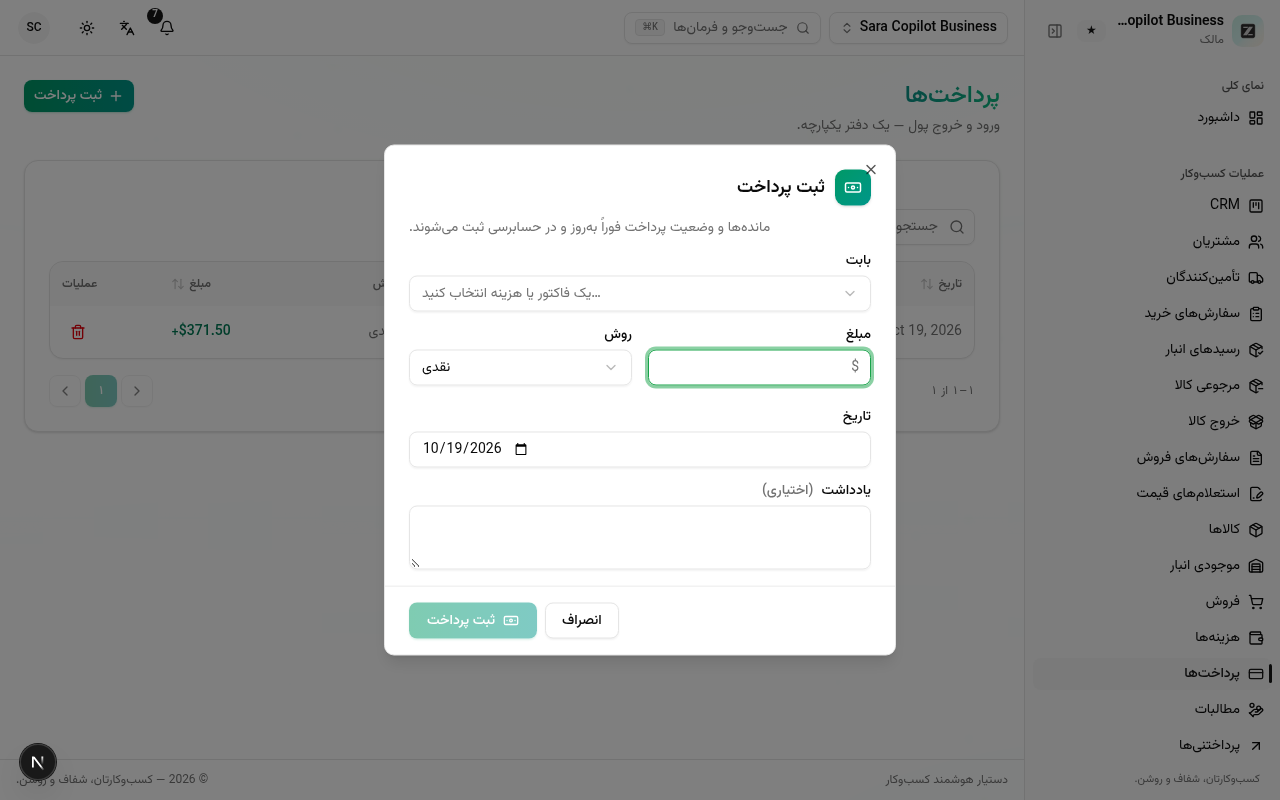 …opilot Business
مالک
نمای کلی
داشبورد
عملیات کسب‌وکار
CRM
مشتریان
تأمین‌کنندگان
سفارش‌های خرید
رسیدهای انبار
مرجوعی کالا
خروج کالا
سفارش‌های فروش
استعلام‌های قیمت
کالاها
موجودی انبار
فروش
هزینه‌ها
پرداخت‌ها
مطالبات
پرداختنی‌ها
کسب‌وکارتان، شفاف و روشن.
Sara Copilot Business
جست‌وجو و فرمان‌ها
⌘K
7
SC
پرداخت‌ها
ورود و خروج پول — یک دفتر یکپارچه.
ثبت پرداخت
جستجو
تاریخ
مبلغ
عملیات
ct 19, 2026
+$371.50
۱–۱ از ۱
۱
ثبت پرداخت
مانده‌ها و وضعیت پرداخت فوراً به‌روز و در حسابرسی ثبت می‌شوند.
بابت
یک فاکتور یا هزینه انتخاب کنید…
مبلغ
روش
$
نقدی
تاریخ
10/19/2026
یادداشت (اختیاری)
انصراف
ثبت پرداخت
دستیار هوشمند کسب‌وکار
© 2026 — کسب‌وکارتان، شفاف و روشن.
N